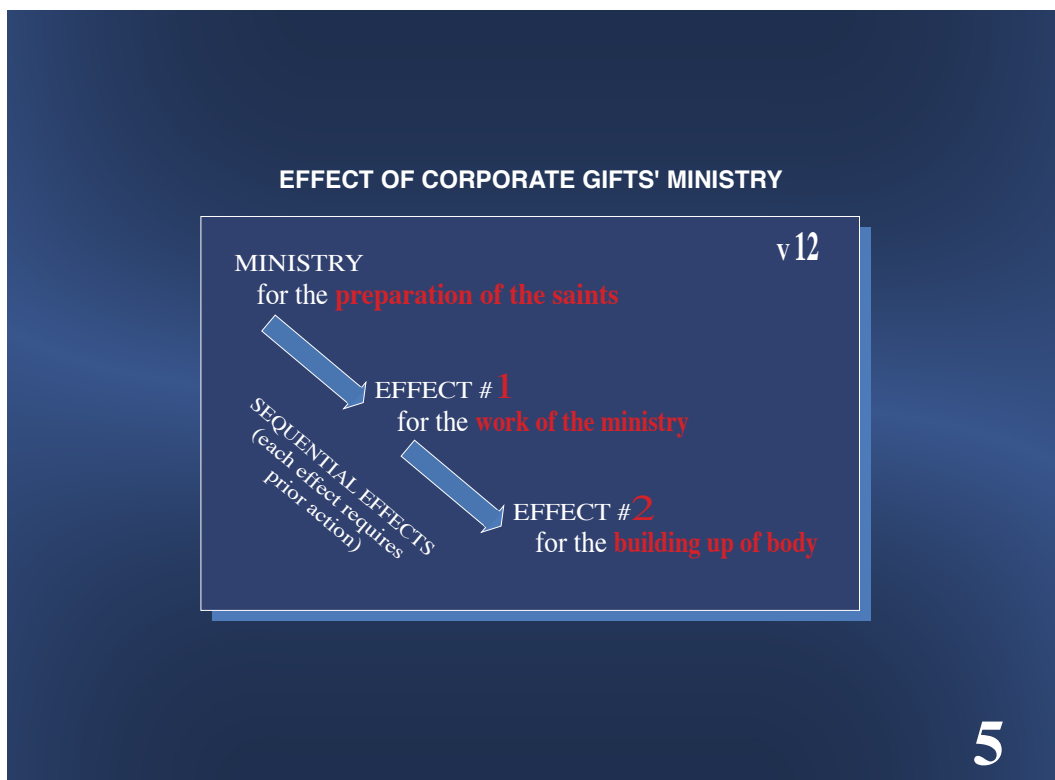 EFFECT OF CORPORATE GIFTS' MINISTRY
v 12
MINISTRY
for the preparation of the saints
EFFECT #1
for the work of the ministry
SEQUENTIAL EFFECTS
(each effect requires
prior action)
EFFECT #2
for the building up of body
5